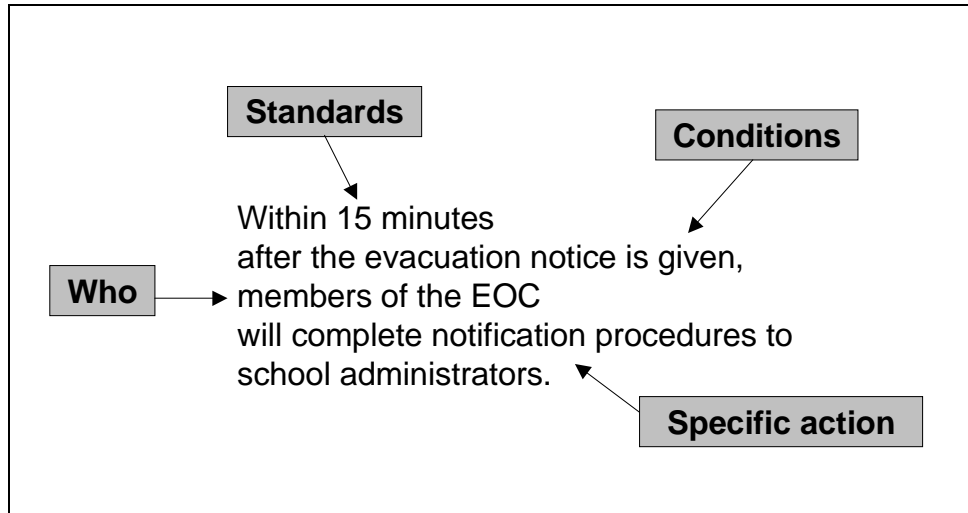 Standards
Conditions
Within 15 minutes
after the evacuation notice is given,
Who
members of the EOC
will complete notification procedures to
school administrators.
Specific action